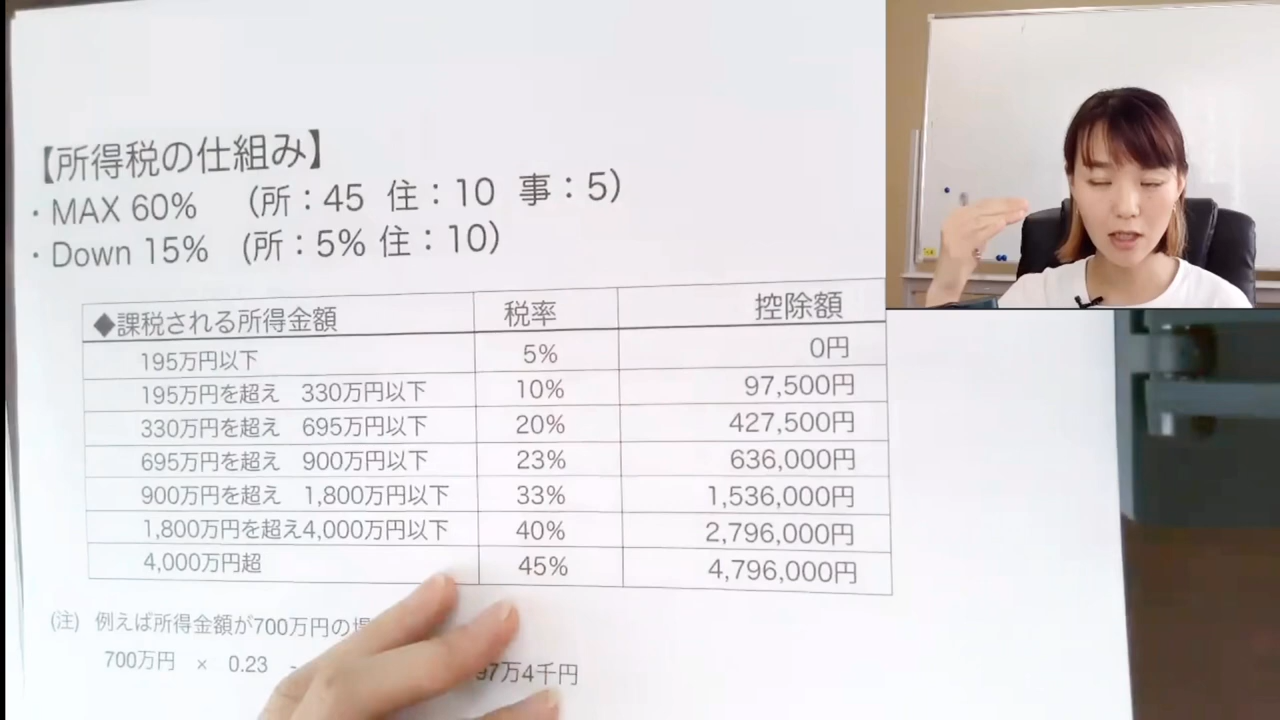 【所得税の仕組み】
・MAX 60% (所：45 住：10 事：5)
・Down 15% (所：5% 住：10)
◆課税される所得金額 税率 控除額
195万円以下 5% 0円
195万円を超え 330万円以下 10% 97,500円
330万円を超え 695万円以下 20% 427,500円
695万円を超え 900万円以下 23% 636,000円
900万円を超え 1,800万円以下 33% 1,536,000円
1,800万円を超え4,000万円以下 40% 2,796,000円
4,000万円超 45% 4,796,000円
(注) 例えば所得金額が700万円の場
700万円 × 0.23 - 97万4千円